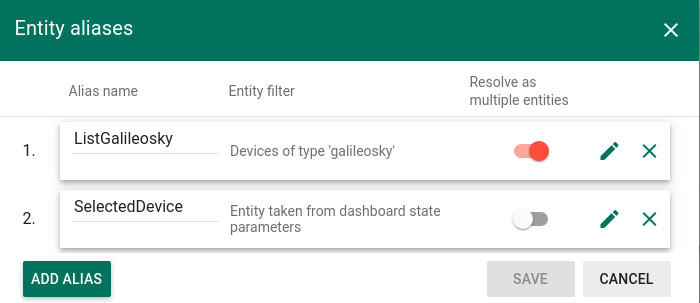 Entity aliases
Alias name
Entity filter
Resolve as
multiple entities
1.
ListGalileosky
Devices of type 'galileosky'
2.
SelectedDevice
Entity taken from dashboard state
parameters
ADD ALIAS
SAVE
CANCEL